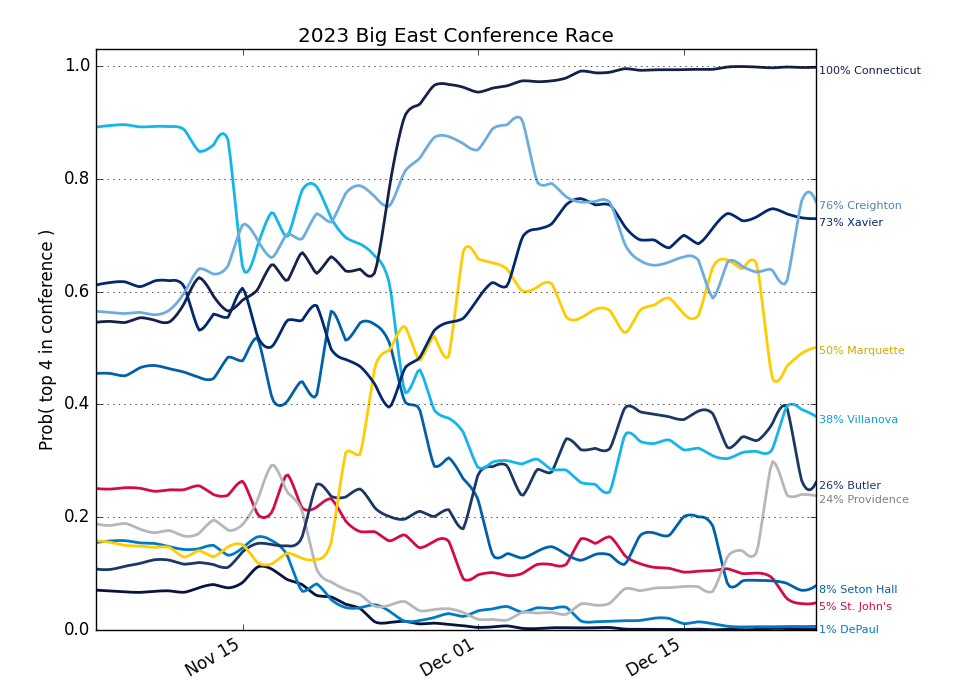 2023 Big East Conference Race
Prob( top 4 in conference )
1.0
0.8
0.6
0.4
0.2
0.0
Nov 15
Dec 01
Dec 15
100% Connecticut
76% Creighton
73% Xavier
50% Marquette
38% Villanova
26% Butler
24% Providence
8% Seton Hall
5% St. John's
1% DePaul